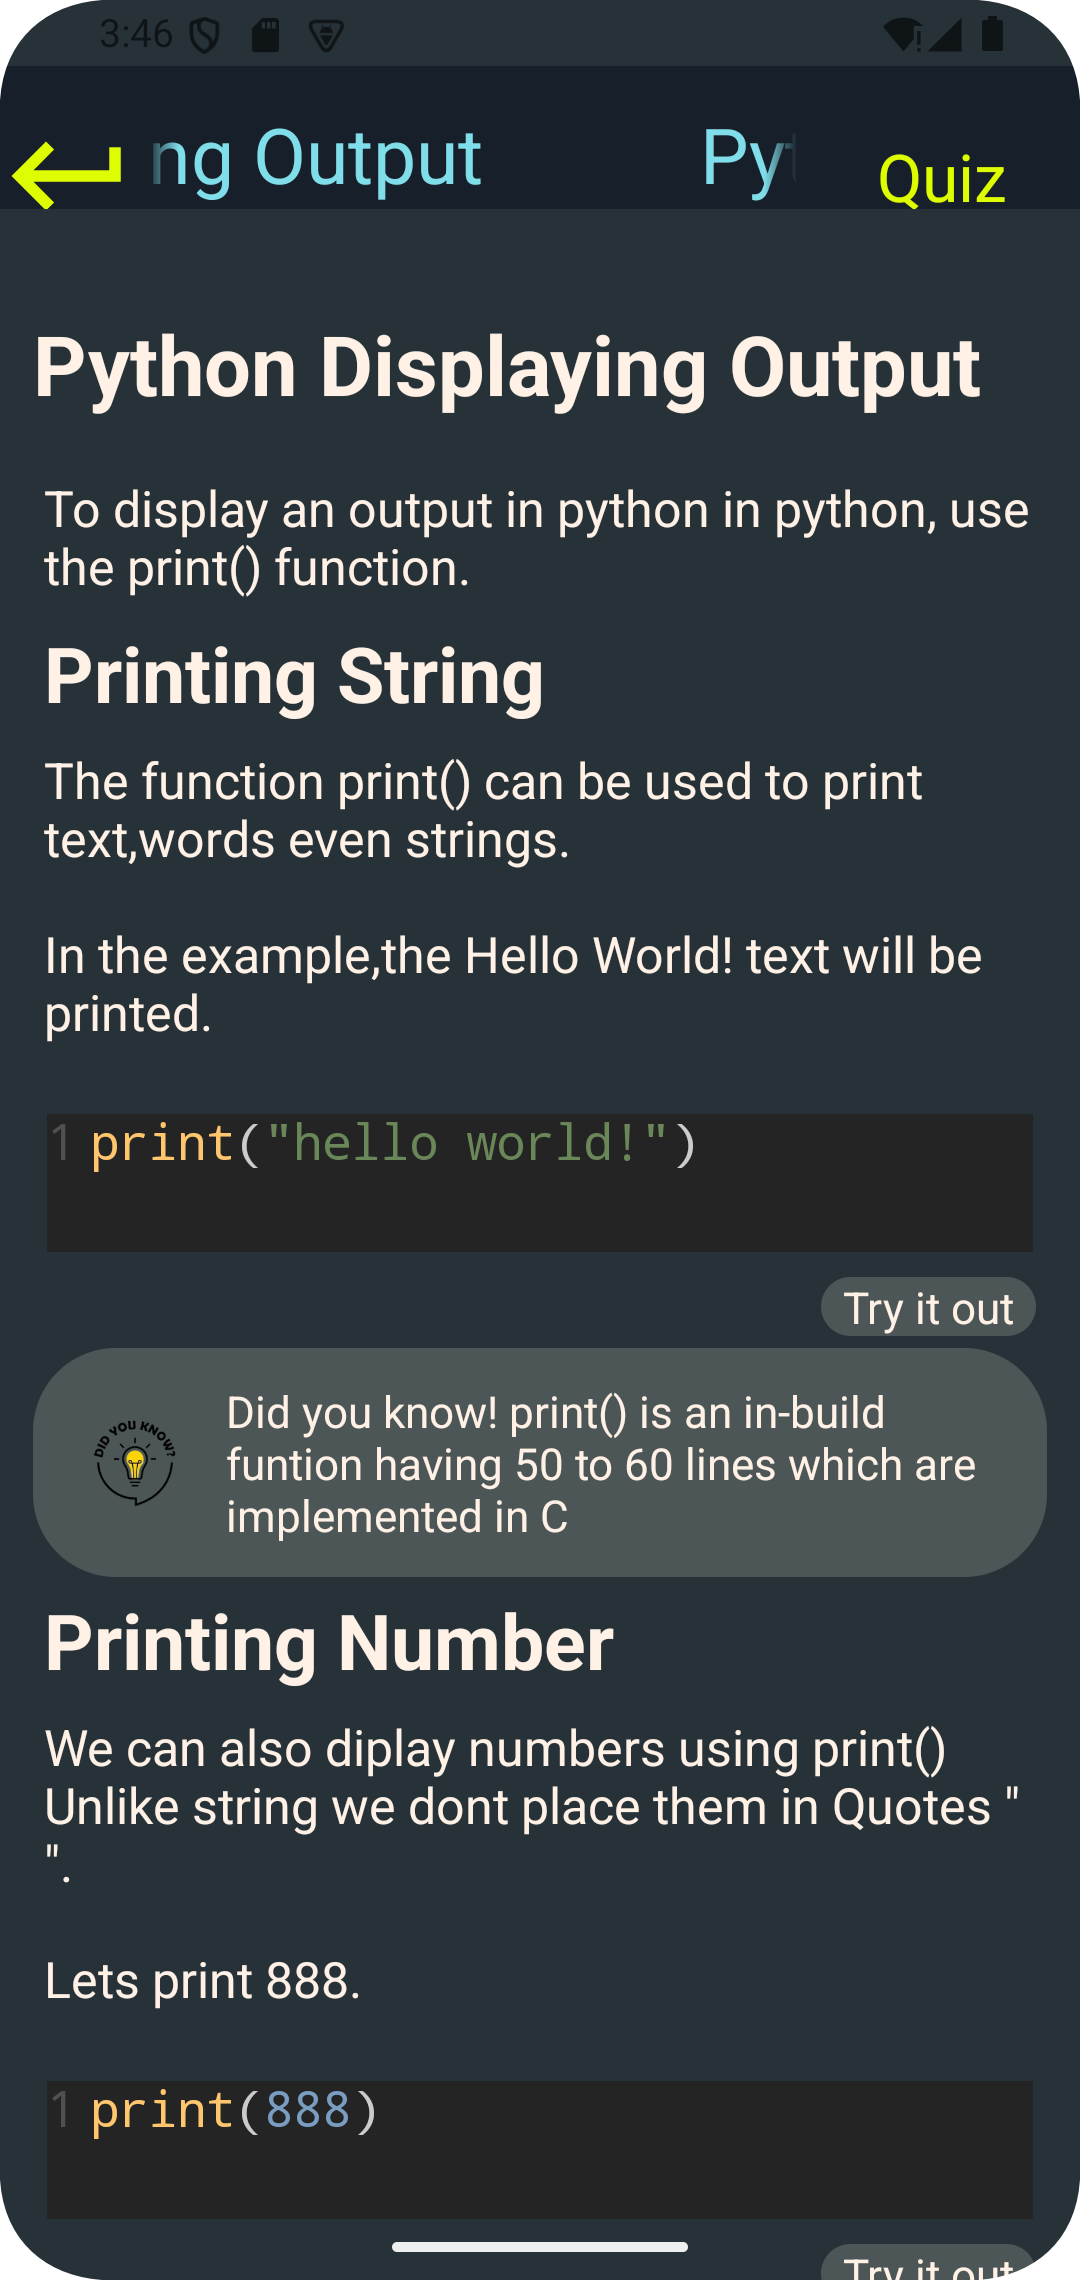 3:46
ng Output Pyt Quiz
Python Displaying Output
To display an output in python in python, use
the print() function.
Printing String
The function print() can be used to print
text,words even strings.
In the example,the Hello World! text will be
printed.
1 print("hello world!")
Try it out
DID YOU KNOW?
Did you know! print() is an in-build
funtion having 50 to 60 lines which are
implemented in C
Printing Number
We can also diplay numbers using print()
Unlike string we dont place them in Quotes "
".
Lets print 888.
1 print(888)
Try it out